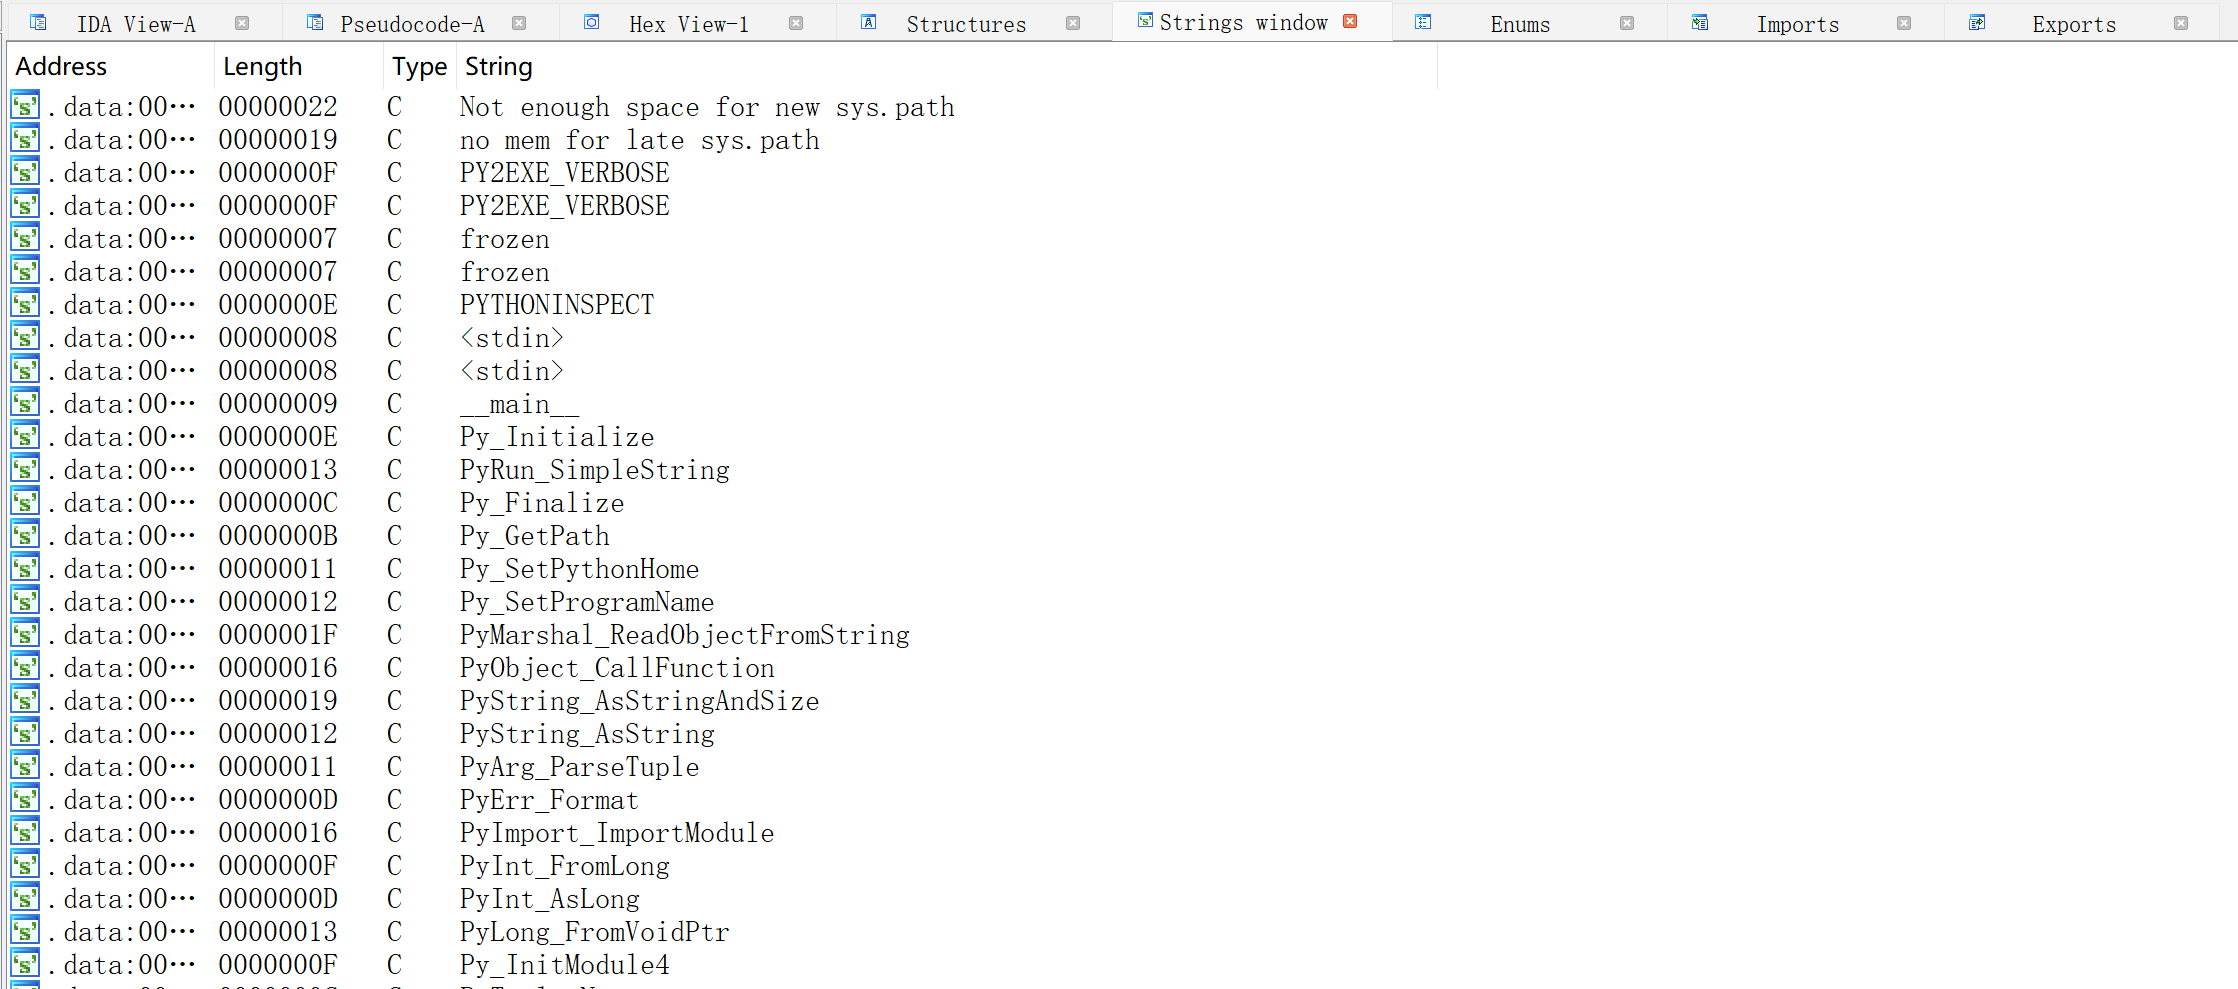 IDA View-A Pseudocode-A Hex View-1 Structures Strings window Enums Imports Exports
Address Length Type String
.data:00… 00000022 C Not enough space for new sys.path
.data:00… 00000019 C no mem for late sys.path
.data:00… 0000000F C PY2EXE_VERBOSE
.data:00… 0000000F C PY2EXE_VERBOSE
.data:00… 00000007 C frozen
.data:00… 00000007 C frozen
.data:00… 0000000E C PYTHONINSPECT
.data:00… 00000008 C <stdin>
.data:00… 00000008 C <stdin>
.data:00… 00000009 C __main__
.data:00… 0000000E C Py_Initialize
.data:00… 00000013 C PyRun_SimpleString
.data:00… 0000000C C Py_Finalize
.data:00… 0000000B C Py_GetPath
.data:00… 00000011 C Py_SetPythonHome
.data:00… 00000012 C Py_SetProgramName
.data:00… 0000001F C PyMarshal_ReadObjectFromString
.data:00… 00000016 C PyObject_CallFunction
.data:00… 00000019 C PyString_AsStringAndSize
.data:00… 00000012 C PyString_AsString
.data:00… 00000011 C PyArg_ParseTuple
.data:00… 0000000D C PyErr_Format
.data:00… 00000016 C PyImport_ImportModule
.data:00… 0000000F C PyInt_FromLong
.data:00… 0000000D C PyInt_AsLong
.data:00… 00000013 C PyLong_FromVoidPtr
.data:00… 0000000F C Py_InitModule4